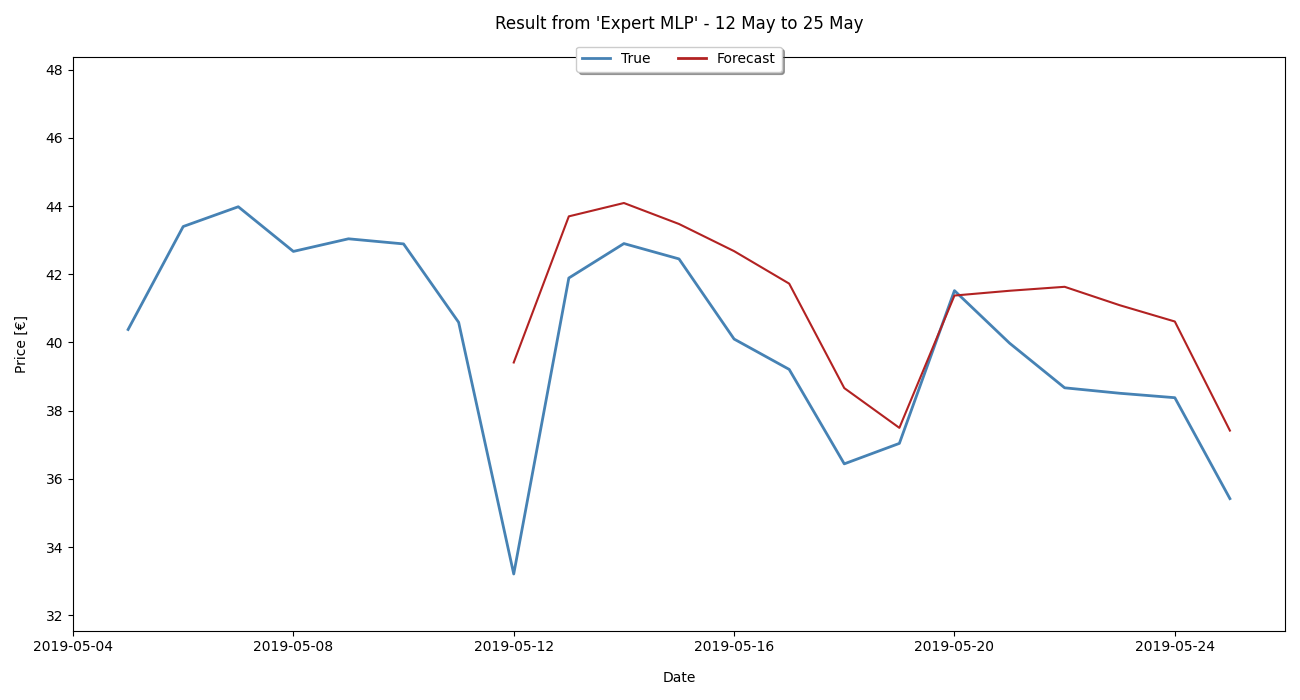 Result from 'Expert MLP' - 12 May to 25 May
True Forecast
48
46
44
42
40
38
36
34
32
Price [€]
2019-05-04 2019-05-08 2019-05-12 2019-05-16 2019-05-20 2019-05-24
Date